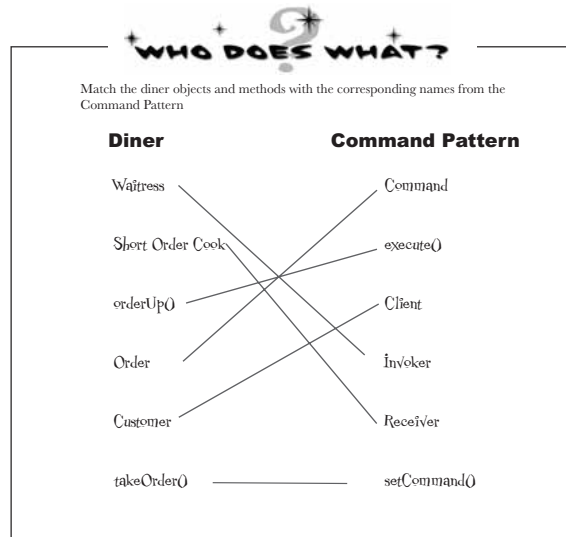 WHO DOES WHAT?
Match the diner objects and methods with the corresponding names from the
Command Pattern
Diner Command Pattern
Waitress Command
Short Order Cook execute()
orderUp() Client
Order Invoker
Customer Receiver
takeOrder() setCommand()